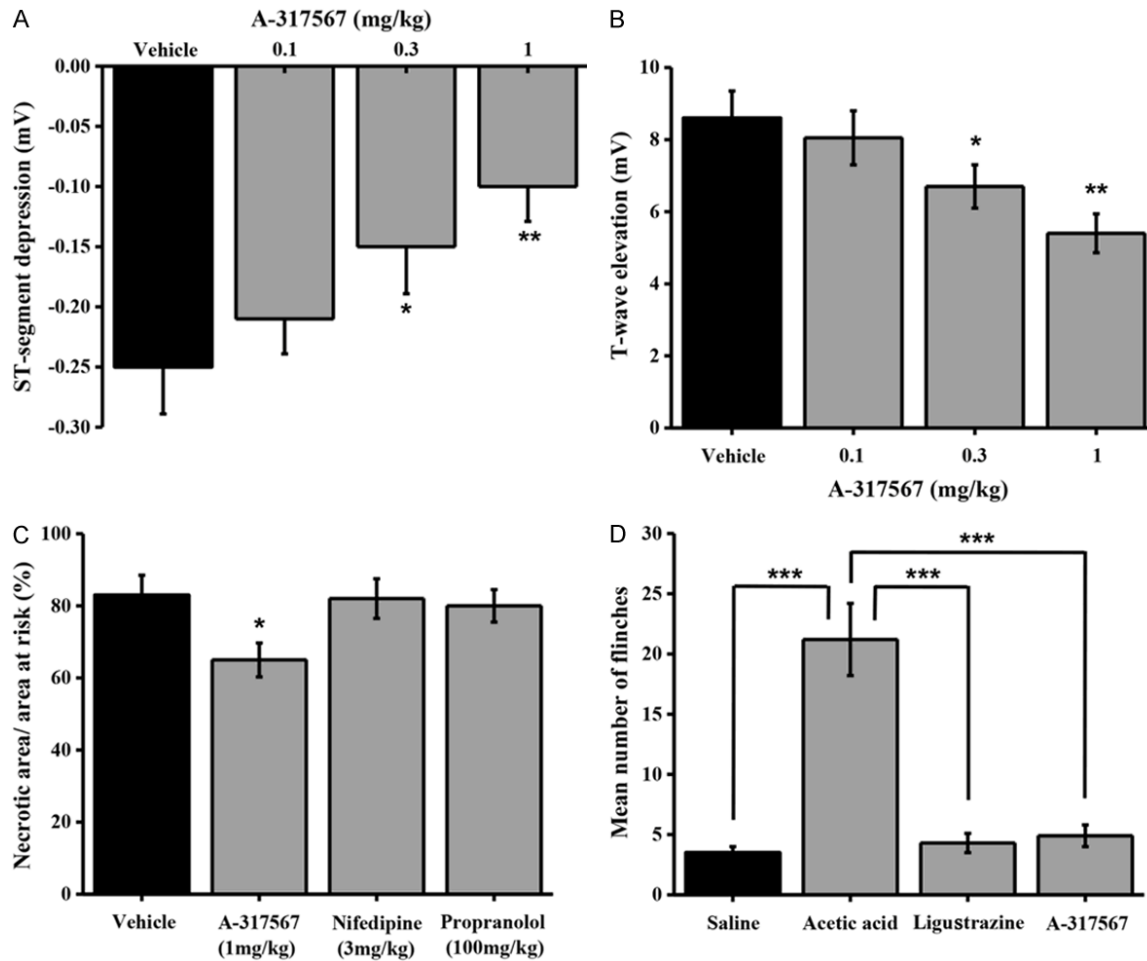 A
A-317567 (mg/kg)
Vehicle 0.1 0.3 1
0.00
-0.05
-0.10
-0.15
-0.20
-0.25
-0.30
ST-segment depression (mV)
*
**
B
10
8
6
4
2
0
T-wave elevation (mV)
*
**
Vehicle 0.1 0.3 1
A-317567 (mg/kg)
C
100
80
60
40
20
0
Necrotic area/ area at risk (%)
*
Vehicle A-317567 Nifedipine Propranolol
(1mg/kg) (3mg/kg) (100mg/kg)
D
30
25
20
15
10
5
0
Mean number of flinches
***
*** ***
Saline Acetic acid Ligustrazine A-317567